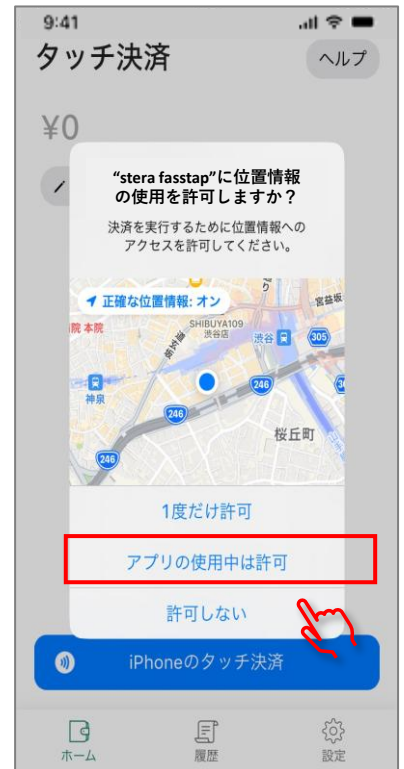 9:41
タッチ決済
ヘルプ
¥0
“stera fasstap”に位置情報
の使用を許可しますか？
決済を実行するために位置情報への
アクセスを許可してください。
正確な位置情報: オン
宮益坂
院 本院
SHIBUYA109
渋谷店
道玄坂
渋谷
305
神泉
246
246
246
桜丘町
1度だけ許可
アプリの使用中は許可
許可しない
iPhoneのタッチ決済
ホーム
履歴
設定